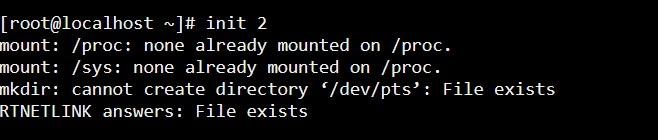 [root@localhost ~]# init 2
mount: /proc: none already mounted on /proc.
mount: /sys: none already mounted on /proc.
mkdir: cannot create directory ‘/dev/pts’: File exists
RTNETLINK answers: File exists